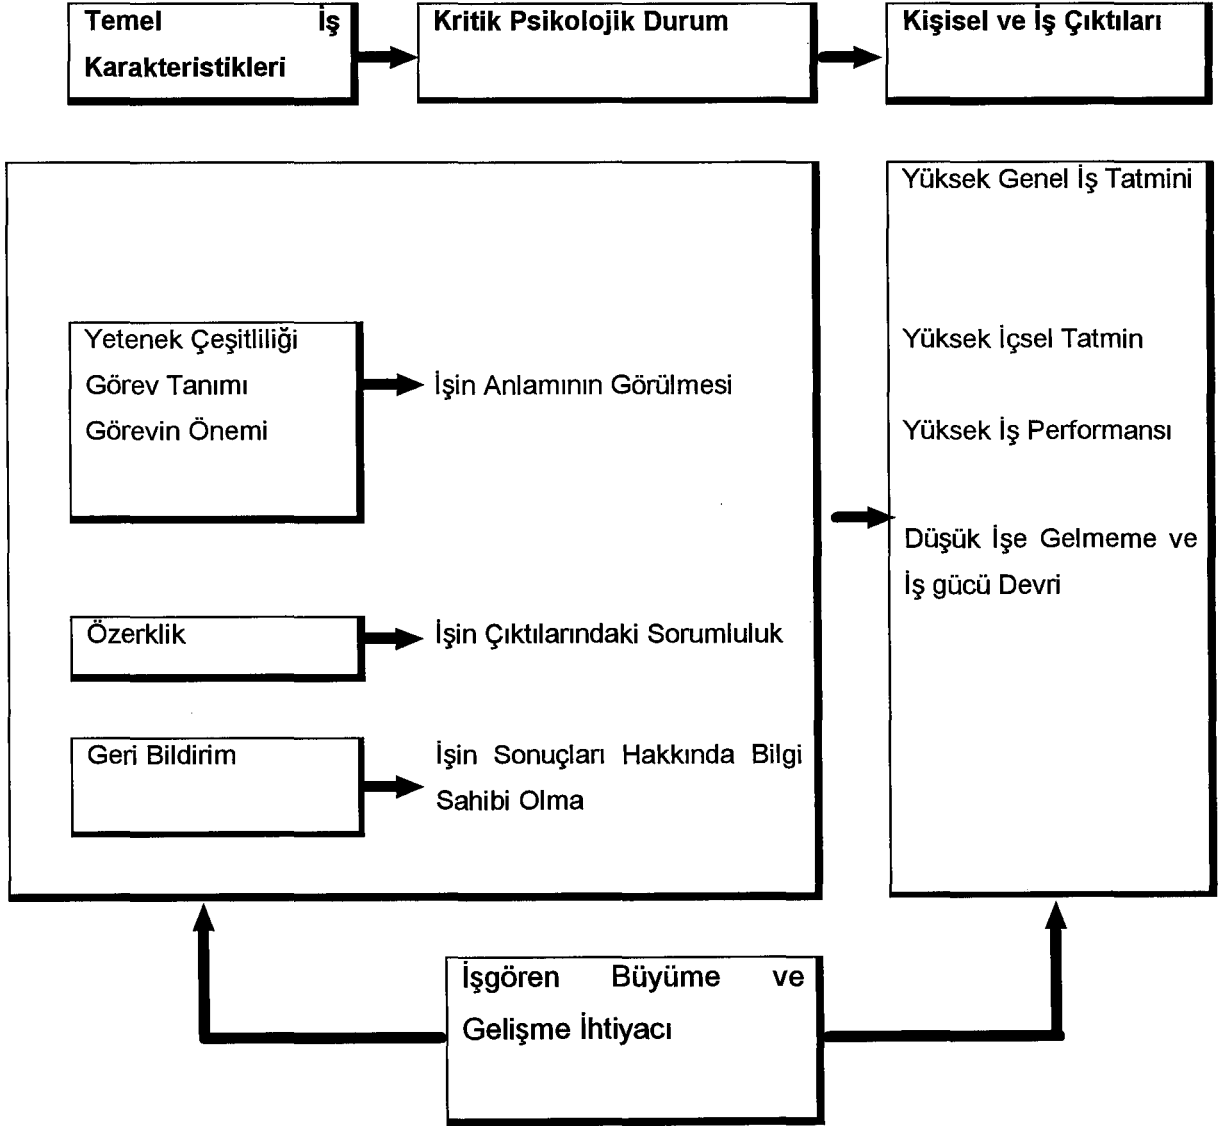 Temel İş
Karakteristikleri
Kritik Psikolojik Durum
Kişisel ve İş Çıktıları
Yetenek Çeşitliliği
Görev Tanımı
Görevin Önemi
İşin Anlamının Görülmesi
Özerklik
İşin Çıktılarındaki Sorumluluk
Geri Bildirim
İşin Sonuçları Hakkında Bilgi
Sahibi Olma
Yüksek Genel İş Tatmini
Yüksek İçsel Tatmin
Yüksek İş Performansı
Düşük İşe Gelmeme ve
İş gücü Devri
İşgören Büyüme ve
Gelişme İhtiyacı